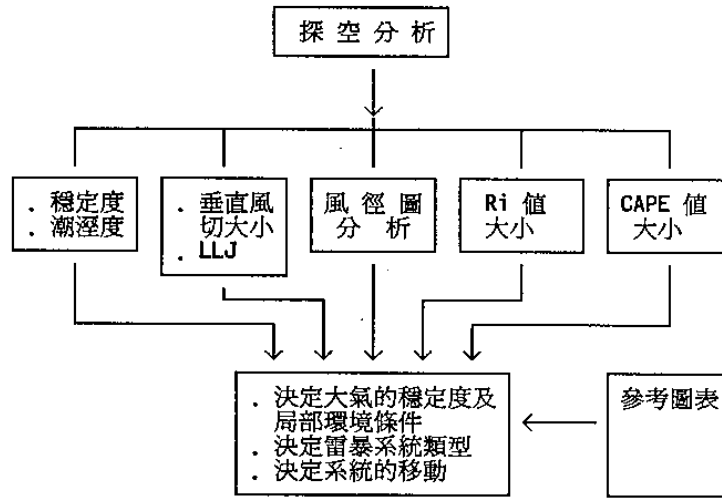 探空分析
. 穩定度
. 潮溼度
. 垂直風
切大小
. LLJ
風徑圖
分析
Ri 值
大小
CAPE 值
大小
. 決定大氣的穩定度及
局部環境條件
. 決定雷暴系統類型
. 決定系統的移動
參考圖表